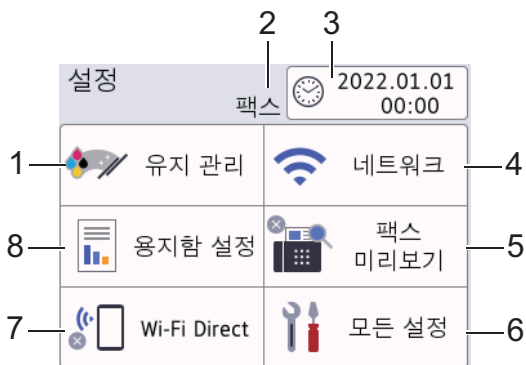 2 3
설정
팩스
2022.01.01
00:00
1 유지 관리 네트워크 4
8 용지함 설정 팩스
미리보기 5
7 Wi-Fi Direct 모든 설정 6